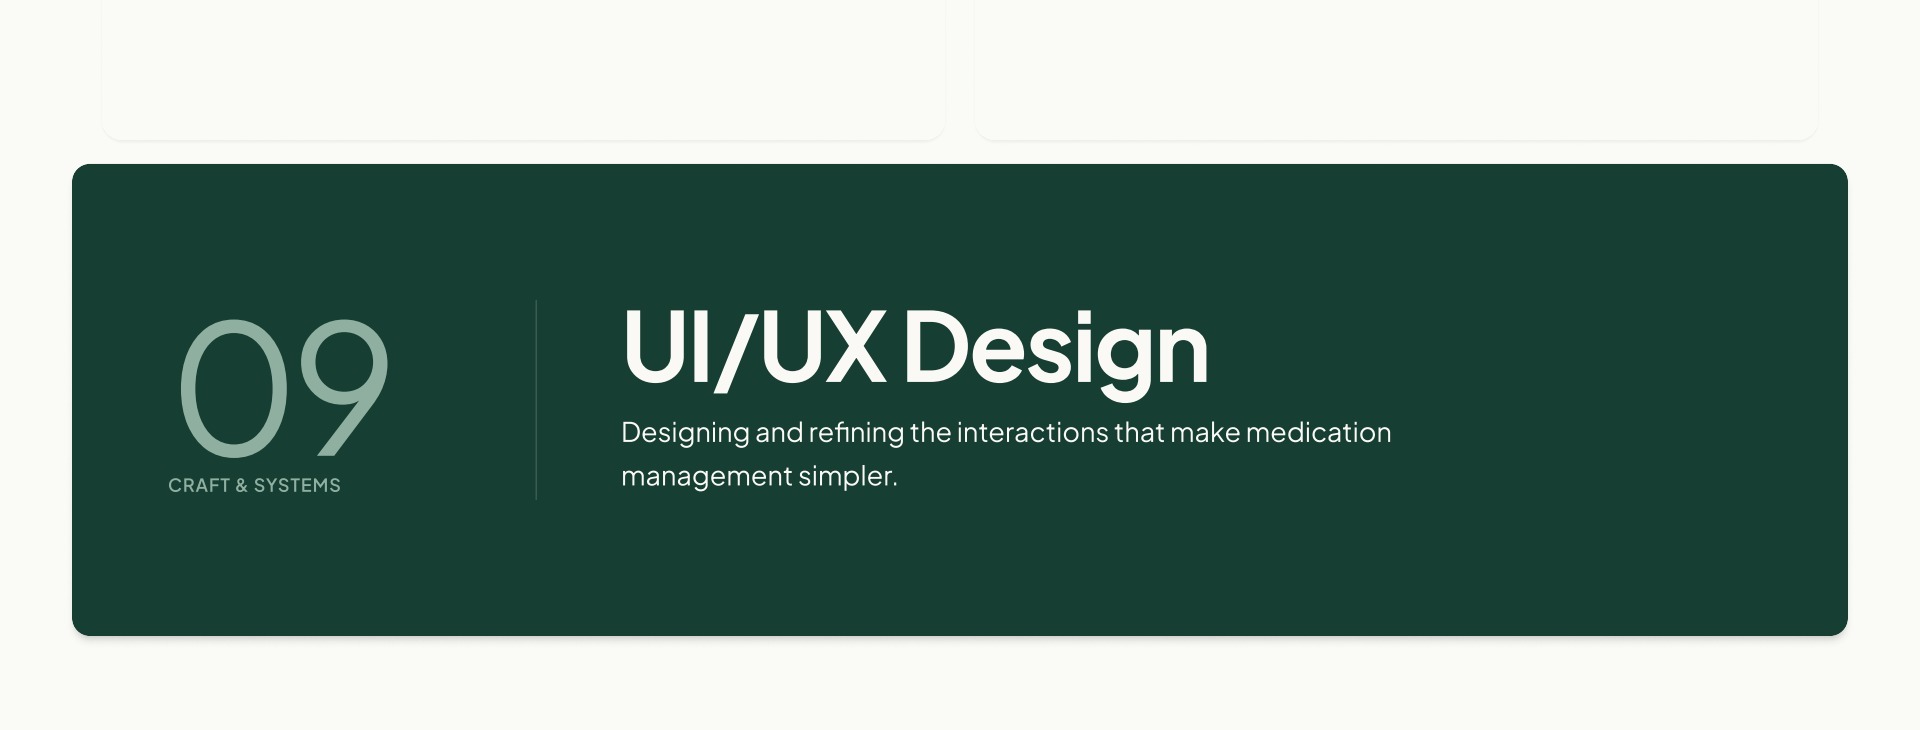 09
CRAFT & SYSTEMS
UI/UX Design
Designing and refining the interactions that make medication
management simpler.